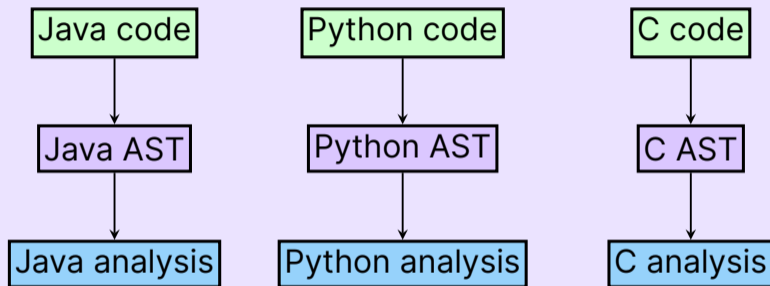 Java code
Python code
C code
Java AST
Python AST
C AST
Java analysis
Python analysis
C analysis